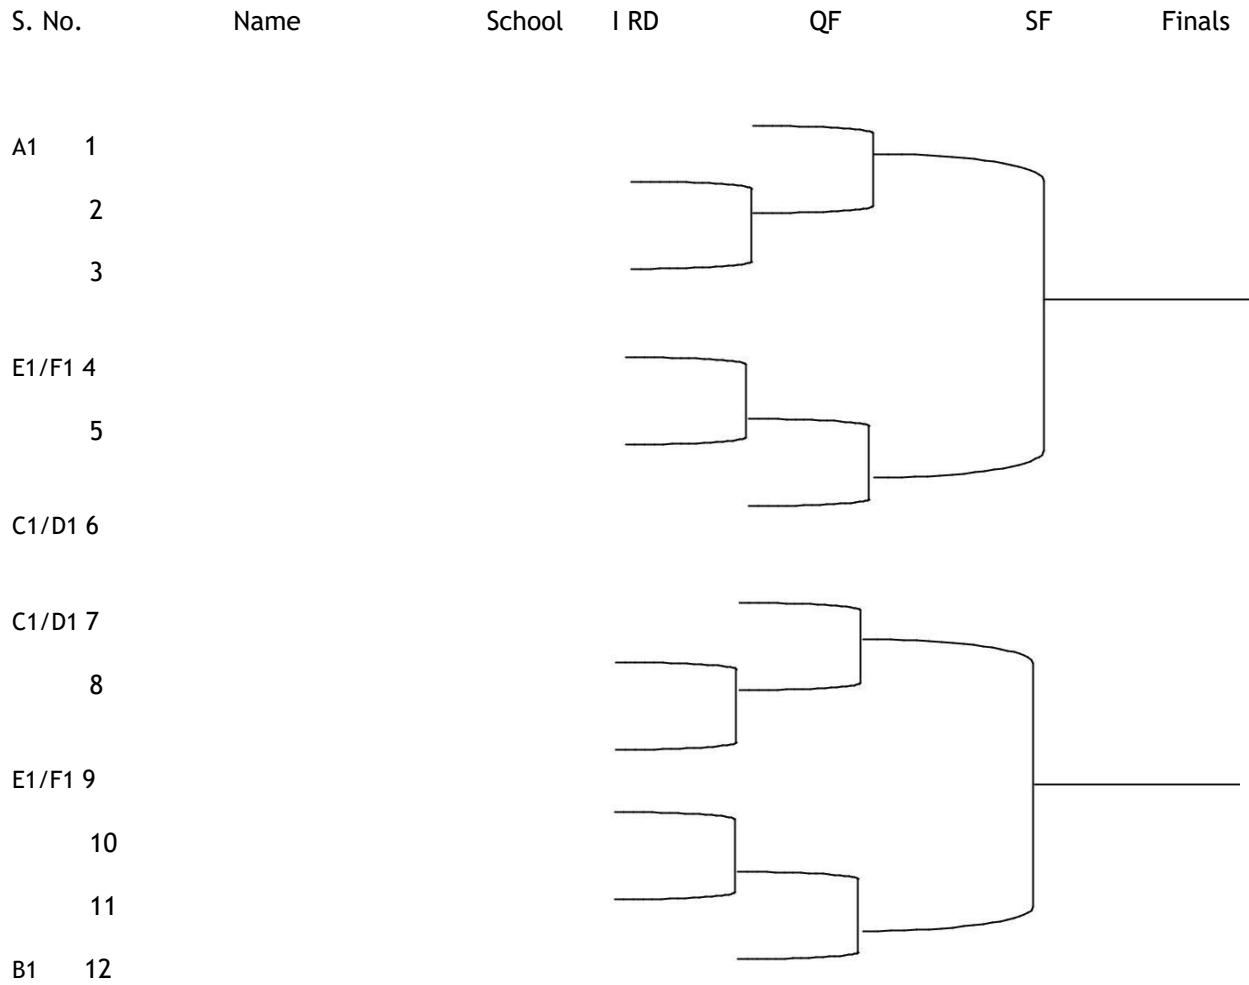 S. No. Name School I RD QF SF Finals
A1 1
2
3
E1/F1 4
5
C1/D1 6
C1/D1 7
8
E1/F1 9
10
11
B1 12